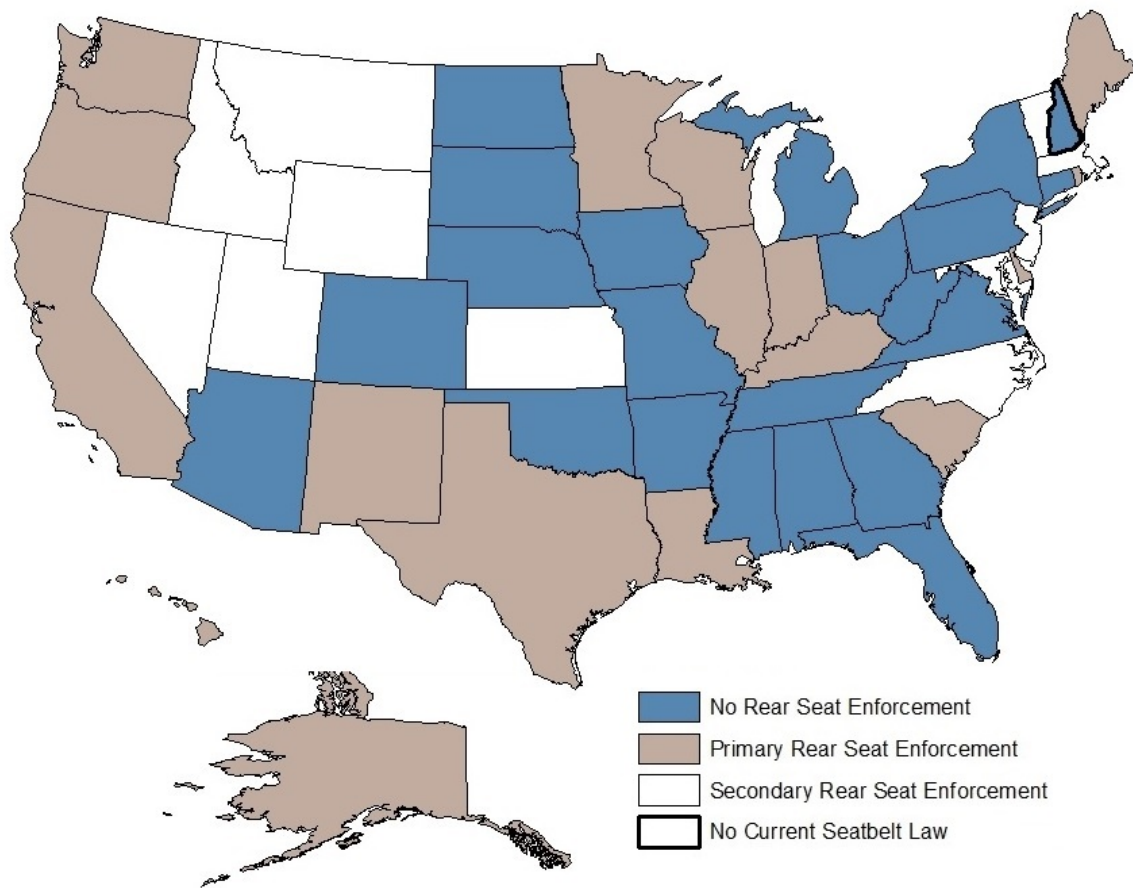 No Rear Seat Enforcement
Primary Rear Seat Enforcement
Secondary Rear Seat Enforcement
No Current Seatbelt Law